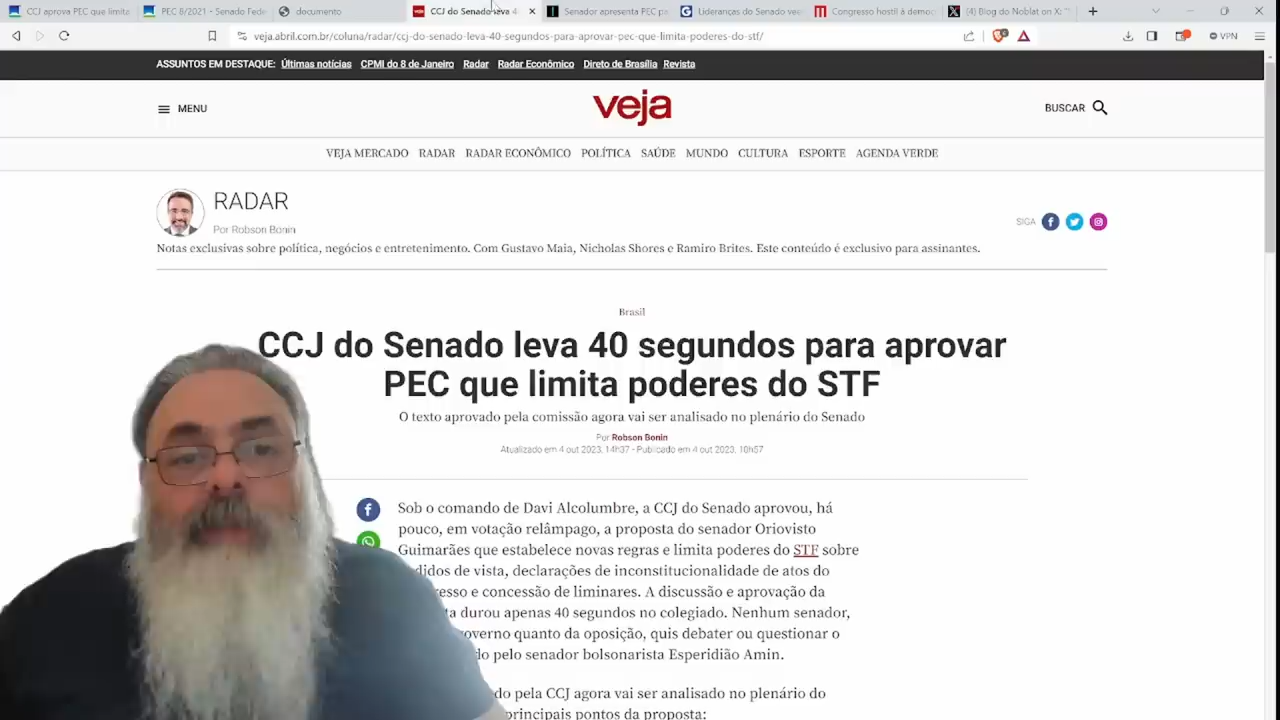 CCJ aprova PEC que limita
PEC 8/2021 - Senado Fede
documento
CCJ do Senado leva 4
Senador apresenta PEC pa
Lideranças do Senado vee
Congresso hostil à democ
(4) Blog do Noblat on X: "
veja.abril.com.br/coluna/radar/ccj-do-senado-leva-40-segundos-para-aprovar-pec-que-limita-poderes-do-stf/
VPN
ASSUNTOS EM DESTAQUE: Últimas notícias CPMI do 8 de Janeiro Radar Radar Econômico Direto de Brasília Revista
MENU
veja
BUSCAR
VEJA MERCADO RADAR RADAR ECONÔMICO POLÍTICA SAÚDE MUNDO CULTURA ESPORTE AGENDA VERDE
RADAR
Por Robson Bonin
SIGA
Notas exclusivas sobre política, negócios e entretenimento. Com Gustavo Maia, Nicholas Shores e Ramiro Brites. Este conteúdo é exclusivo para assinantes.
Brasil
CCJ do Senado leva 40 segundos para aprovar
PEC que limita poderes do STF
O texto aprovado pela comissão agora vai ser analisado no plenário do Senado
Por Robson Bonin
Atualizado em 4 out 2023, 14h37 - Publicado em 4 out 2023, 10h57
Sob o comando de Davi Alcolumbre, a CCJ do Senado aprovou, há
pouco, em votação relâmpago, a proposta do senador Oriovisto
Guimarães que estabelece novas regras e limita poderes do STF sobre
didos de vista, declarações de inconstitucionalidade de atos do
esso e concessão de liminares. A discussão e aprovação da
ta durou apenas 40 segundos no colegiado. Nenhum senador,
overno quanto da oposição, quis debater ou questionar o
do pelo senador bolsonarista Esperidião Amin.
do pela CCJ agora vai ser analisado no plenário do
principais pontos da proposta: